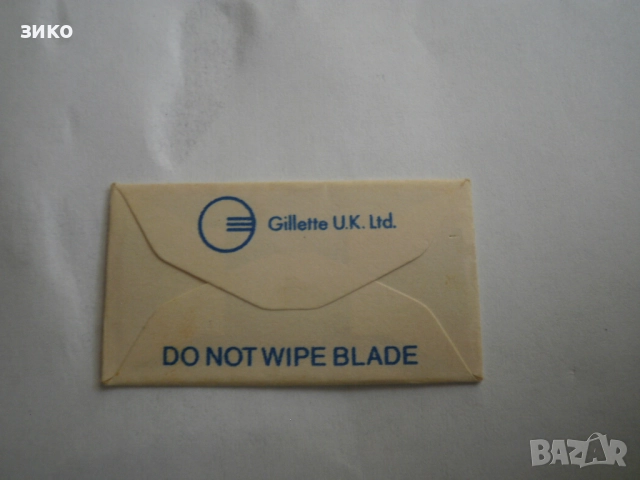 зико
Gillette U.K. Ltd.
DO NOT WIPE BLADE
BAZAR